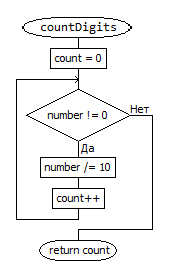 countDigits
count = 0
number != 0
Нет
Да
number /= 10
count++
return count